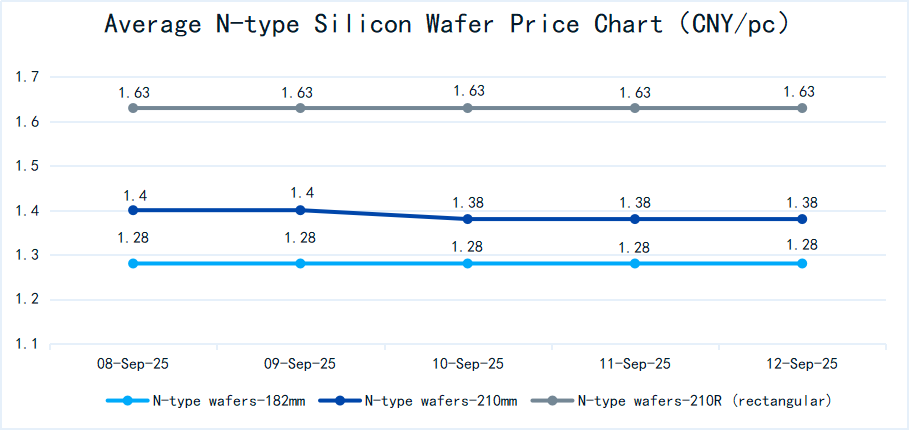 Average N-type Silicon Wafer Price Chart (CNY/pc)
1.7
1.63 1.63 1.63 1.63 1.63
1.6
1.5
1.4 1.4 1.38 1.38 1.38
1.4
1.28 1.28 1.28 1.28 1.28
1.3
1.2
1.1
08-Sep-25 09-Sep-25 10-Sep-25 11-Sep-25 12-Sep-25
N-type wafers-182mm N-type wafers-210mm N-type wafers-210R (rectangular)